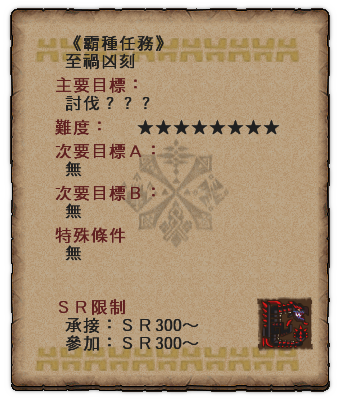 《霸種任務》
至禍凶刻
主要目標：
討伐？？？
難度： ★★★★★★★★
次要目標Ａ：
無
次要目標Ｂ：
無
特殊條件
無
ＳＲ限制
承接：ＳＲ300～
參加：ＳＲ300～